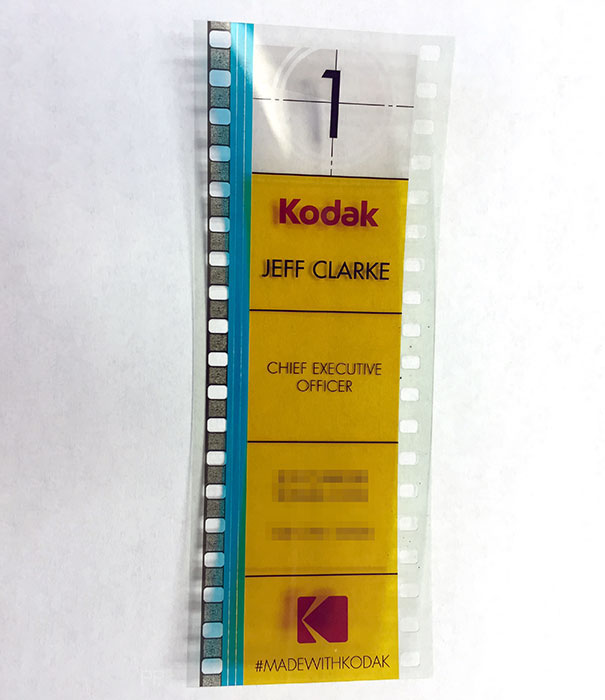 1
Kodak
JEFF CLARKE
CHIEF EXECUTIVE
OFFICER
K
#MADEWITHKODAK